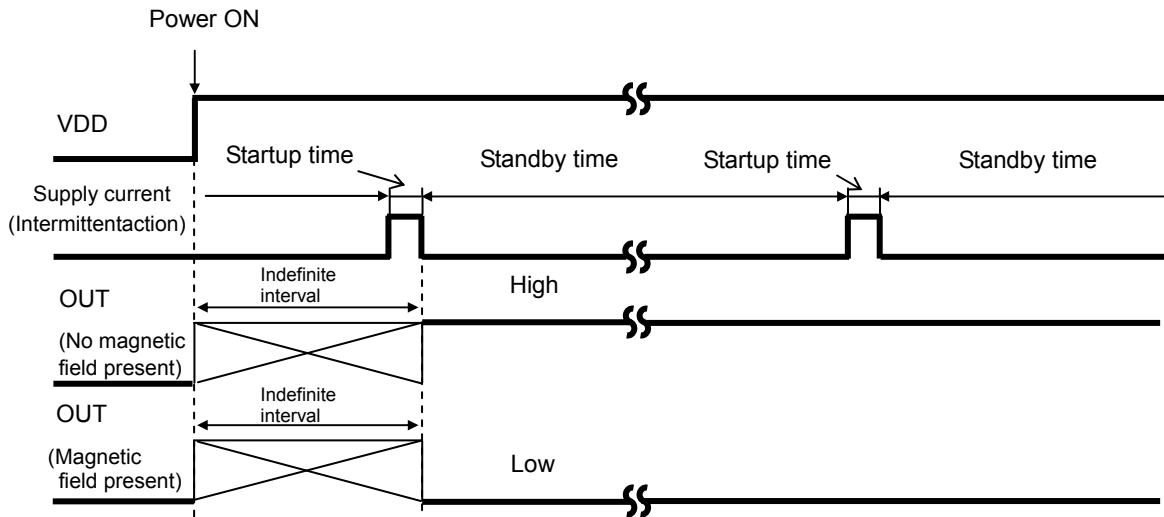 Power ON
VDD
Startup time
Standby time
Startup time
Standby time
Supply current
(Intermittentaction)
Indefinite
interval
High
OUT
(No magnetic
field present)
Indefinite
interval
OUT
(Magnetic
field present)
Low